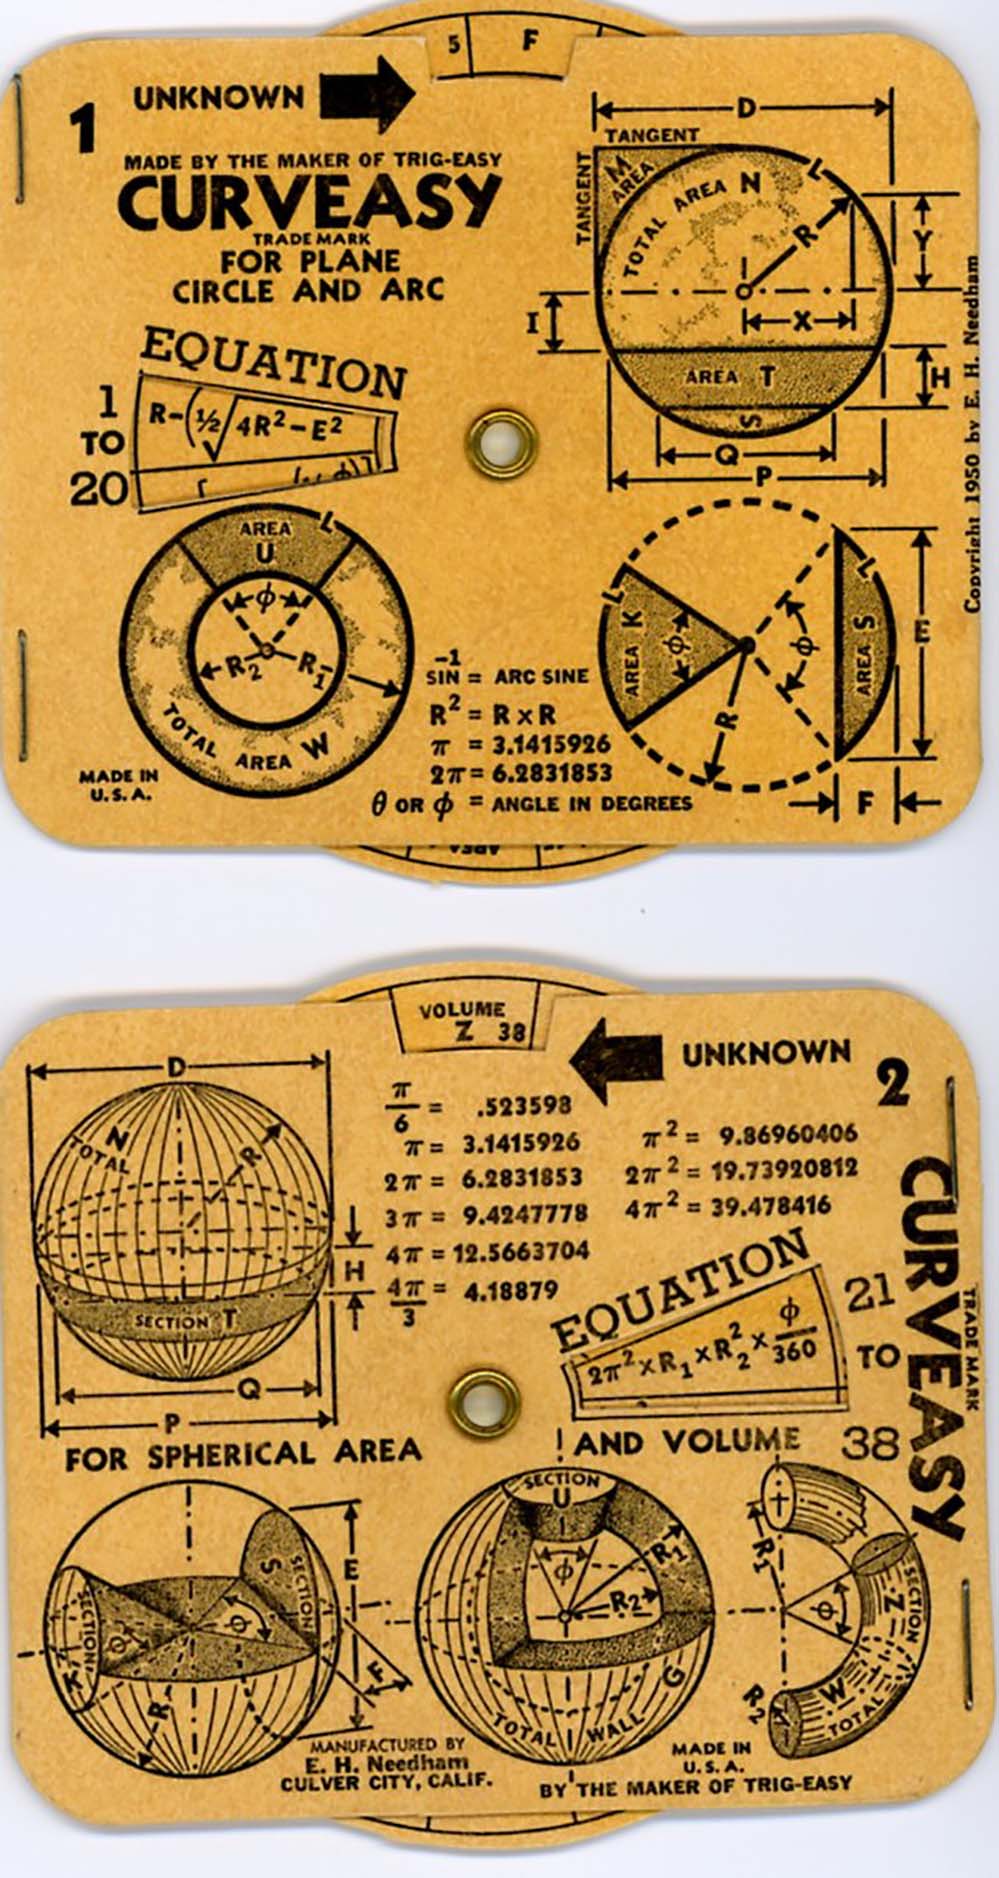 5 F
1
UNKNOWN
MADE BY THE MAKER OF TRIG-EASY
CURVEASY
TRADE MARK
FOR PLANE
CIRCLE AND ARC
EQUATION
1
TO
20
R-(½√4R²-E²
D
TANGENT
TANGENT
M
AREA
TOTAL AREA N
L
R
Y
X
I
AREA T
H
S
Q
P
Copyright 1950 by E. H. Needham
AREA
U
L
ϕ
R₂
R₁
TOTAL AREA W
MADE IN
U.S.A.
-1
SIN = ARC SINE
R² = R x R
π = 3.1415926
2π = 6.2831853
θ OR ϕ = ANGLE IN DEGREES
L
AREA K
ϕ
ϕ
R
L
AREA S
E
F
AREA
VOLUME
Z 38
UNKNOWN
2
D
N
TOTAL
R
H
SECTION T
Q
P
π/6 = .523598
π = 3.1415926
2π = 6.2831853
3π = 9.4247778
4π = 12.5663704
4π/3 = 4.18879
π² = 9.86960406
2π² = 19.73920812
4π² = 39.478416
EQUATION
21
TO
38
2π²×R₁×R₂²×ϕ/360
CURVEASY
TRADE MARK
FOR SPHERICAL AREA
AND VOLUME
SECTION
K
ϕ
ϕ
S
SECTION
E
F
R
SECTION
U
ϕ
R₁
R₂
G
TOTAL WALL
R₁
ϕ
SECTION
Z
R₂
W
TOTAL
MANUFACTURED BY
E. H. Needham
CULVER CITY, CALIF.
MADE IN
U.S.A.
BY THE MAKER OF TRIG-EASY